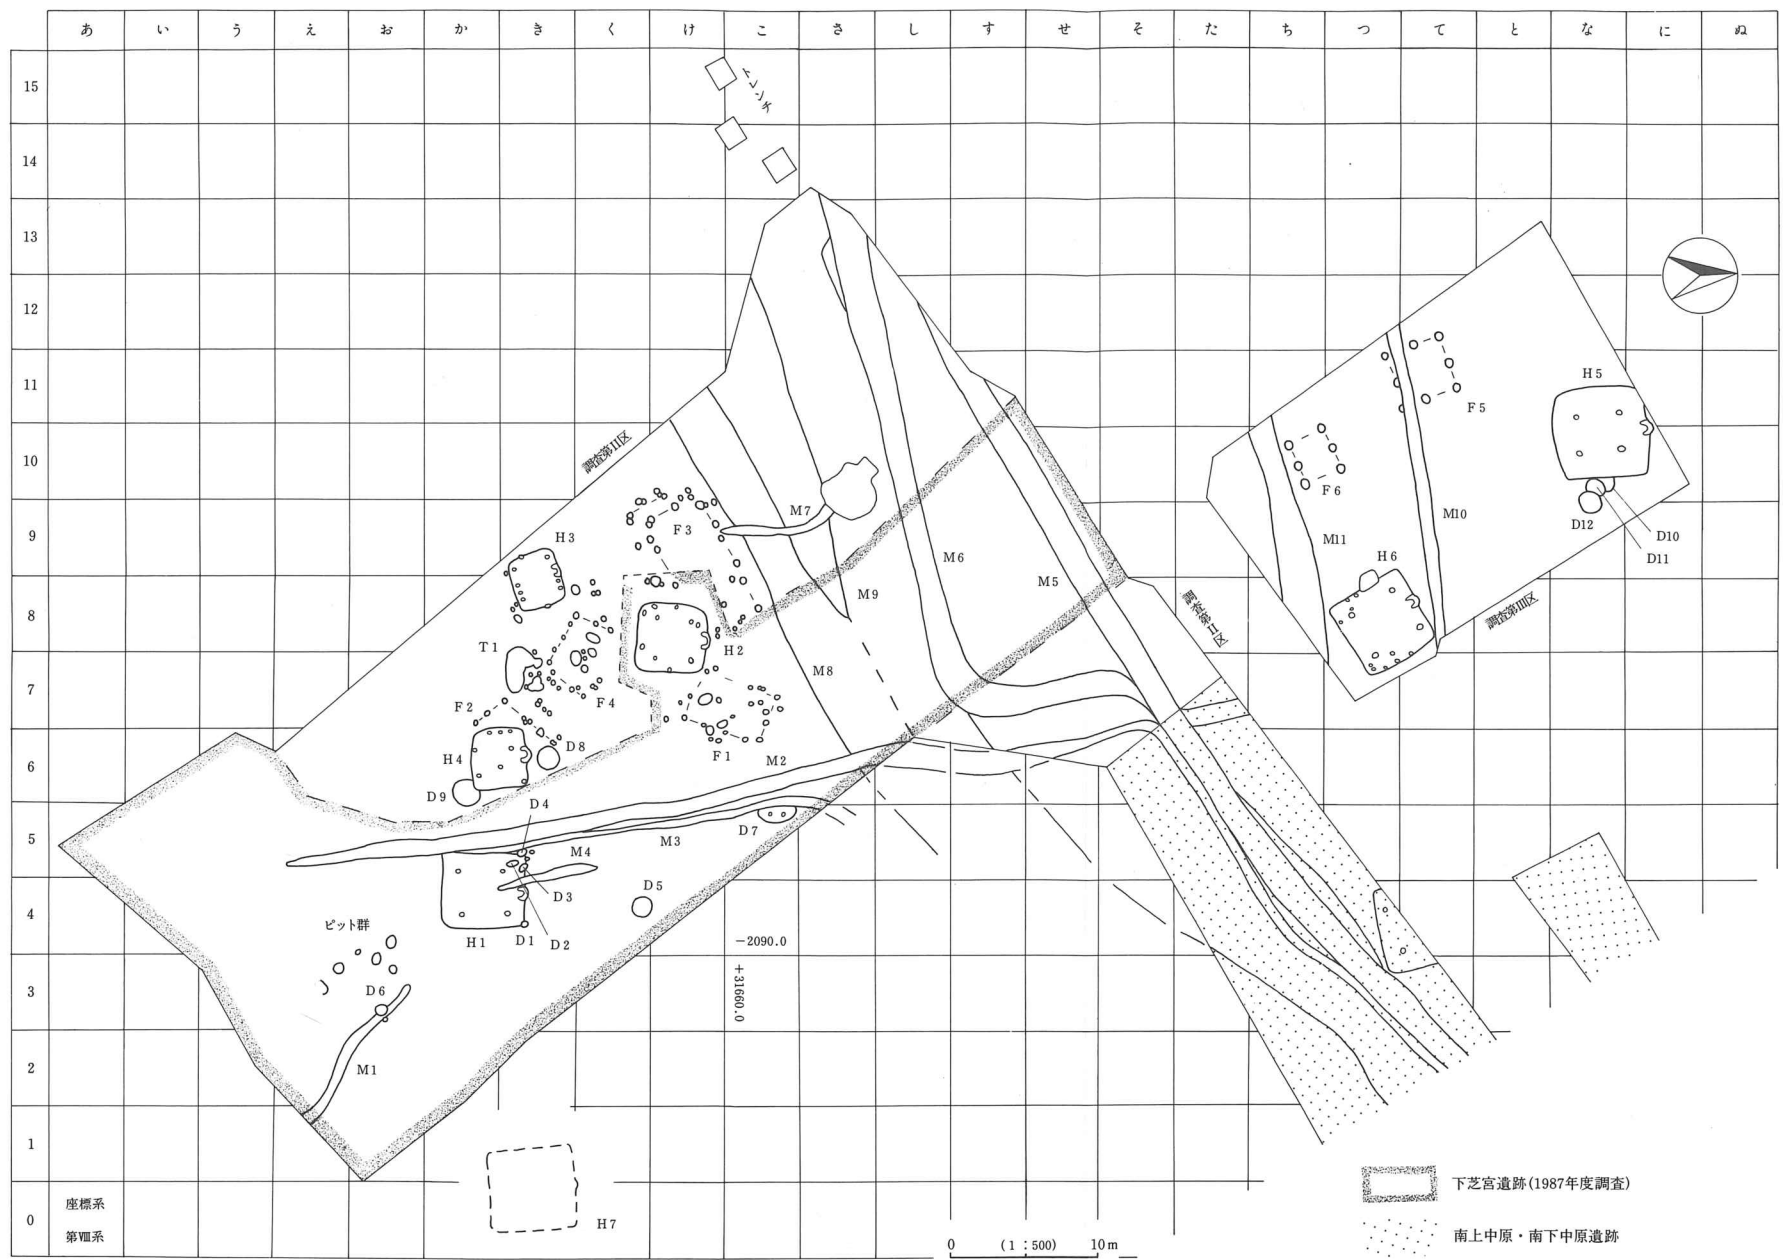 あ い う え お か き く け こ さ し す せ そ た ち つ て と な に ぬ
15
トレンチ
14
13
12
11
H5
F5
調査第II区
10
F6
M7
M10
9
F3
H3
M11
D12
D10
H6
D11
M6
M5
M9
8
調査第II区
調査第III区
T1
H2
M8
7
F2
F4
D8
F1
M2
6
H4
D9
D4
D7
5
M3
M4
D5
D3
4
ピット群
H1 D1 D2
−2090.0
+31660.0
3
D6
2
M1
1
下芝宮遺跡(1987年度調査)
座標系
0
H7
第Ⅷ系
南上中原・南下中原遺跡
0 (1:500) 10m